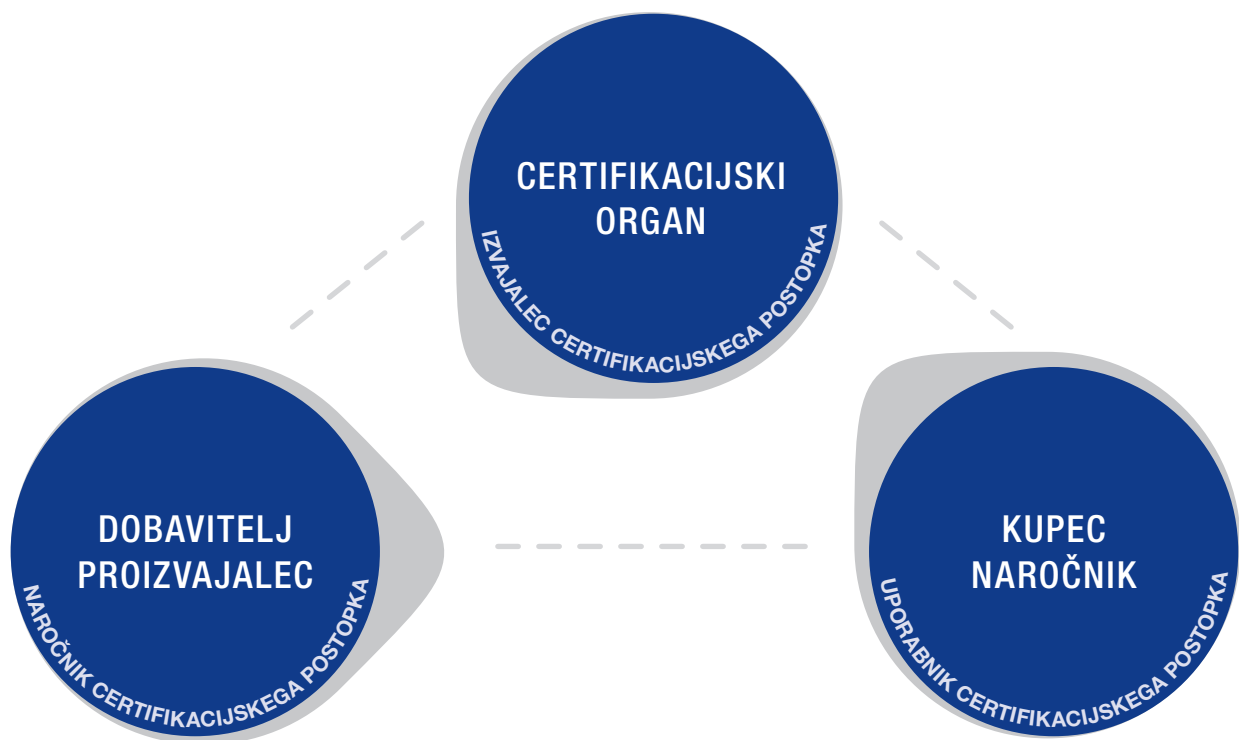 CERTIFIKACIJSKI
ORGAN
IZVAJALEC CERTIFIKACIJSKEGA POSTOPKA
DOBAVITELJ
PROIZVAJALEC
NAROČNIK CERTIFIKACIJSKEGA POSTOPKA
KUPEC
NAROČNIK
UPORABNIK CERTIFIKACIJSKEGA POSTOPKA